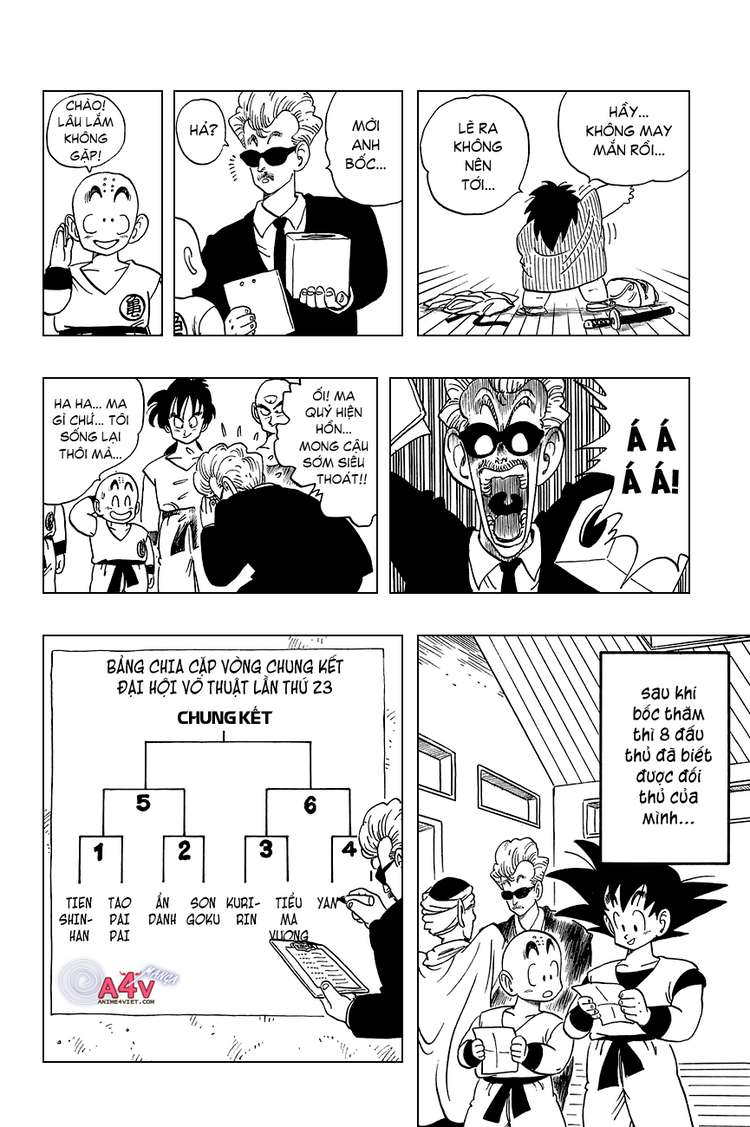 HẦY...
KHÔNG MAY
MẮN RỒI...
LẼ RA
KHÔNG
NÊN
TỚI...
MỜI
ANH
BỐC...
HẢ?
CHÀO!
LÂU LẮM
KHÔNG
GẶP!
亀
Á Á
Á Á!
ỐI! MA
QUỶ HIỆN
HỒN...
MONG CẬU
SỚM SIÊU
THOÁT!!
HA HA... MA
GÌ CHỨ... TÔI
SỐNG LẠI
THÔI MÀ...
sau khi
bốc thăm
thì 8 đấu
thủ đã biết
được đối
thủ của
mình...
BẢNG CHIA CẶP VÒNG CHUNG KẾT
ĐẠI HỘI VÕ THUẬT LẦN THỨ 23
CHUNG KẾT
5 6
1 2 3 4
TIEN
SHIN-
HAN
TAO
PAI
PAI
ẨN
DANH
SON
GOKU
KURI-
RIN
TIỂU
MA
VƯƠNG
YAM
A4V MANGA
ANIME4VIET.COM